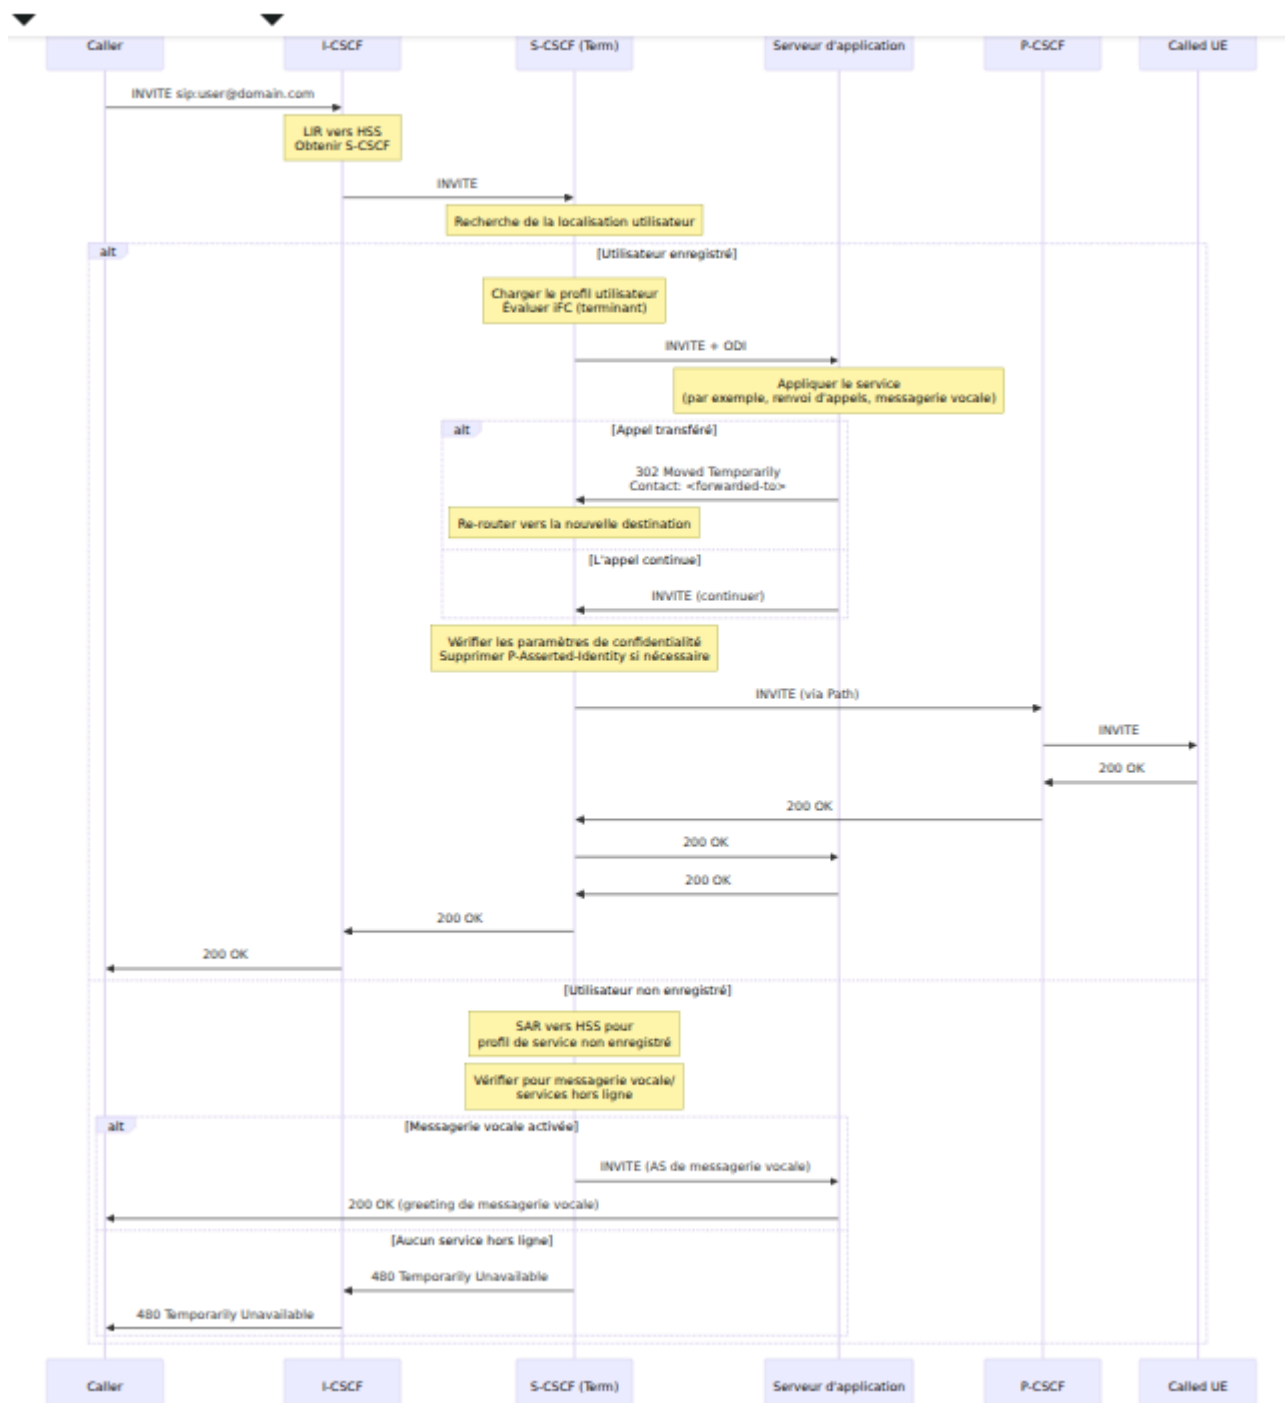 Caller
I-CSCF
S-CSCF (Term)
Serveur d'application
P-CSCF
Called UE
INVITE sip:user@domain.com
LIR vers HSS
Obtenir S-CSCF
INVITE
Recherche de la localisation utilisateur
alt
[Utilisateur enregistré]
Charger le profil utilisateur
Évaluer iFC (terminant)
INVITE + ODI
Appliquer le service
(par exemple, renvoi d'appels, messagerie vocale)
alt
[Appel transféré]
302 Moved Temporarily
Contact: <forwarded-to>
Re-router vers la nouvelle destination
[L'appel continue]
INVITE (continuer)
Vérifier les paramètres de confidentialité
Supprimer P-Asserted-Identity si nécessaire
INVITE (via Path)
INVITE
200 OK
200 OK
200 OK
200 OK
200 OK
200 OK
[Utilisateur non enregistré]
SAR vers HSS pour
profil de service non enregistré
Vérifier pour messagerie vocale/
services hors ligne
alt
[Messagerie vocale activée]
INVITE (AS de messagerie vocale)
200 OK (greeting de messagerie vocale)
[Aucun service hors ligne]
480 Temporarily Unavailable
480 Temporarily Unavailable
Caller
I-CSCF
S-CSCF (Term)
Serveur d'application
P-CSCF
Called UE